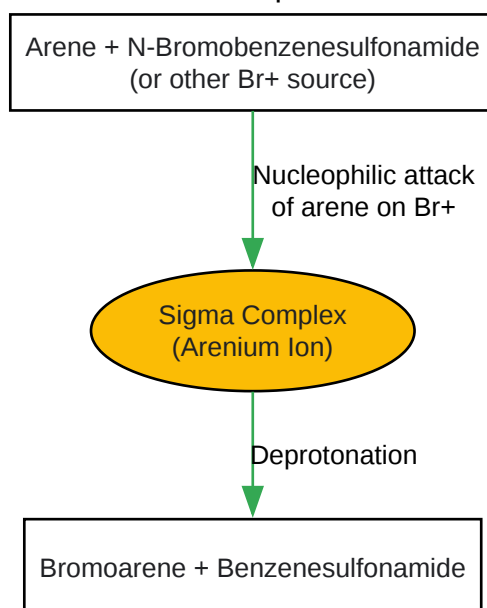 Arene + N-Bromobenzenesulfonamide
(or other Br+ source)
Nucleophilic attack
of arene on Br+
Sigma Complex
(Arenium Ion)
Deprotonation
Bromoarene + Benzenesulfonamide